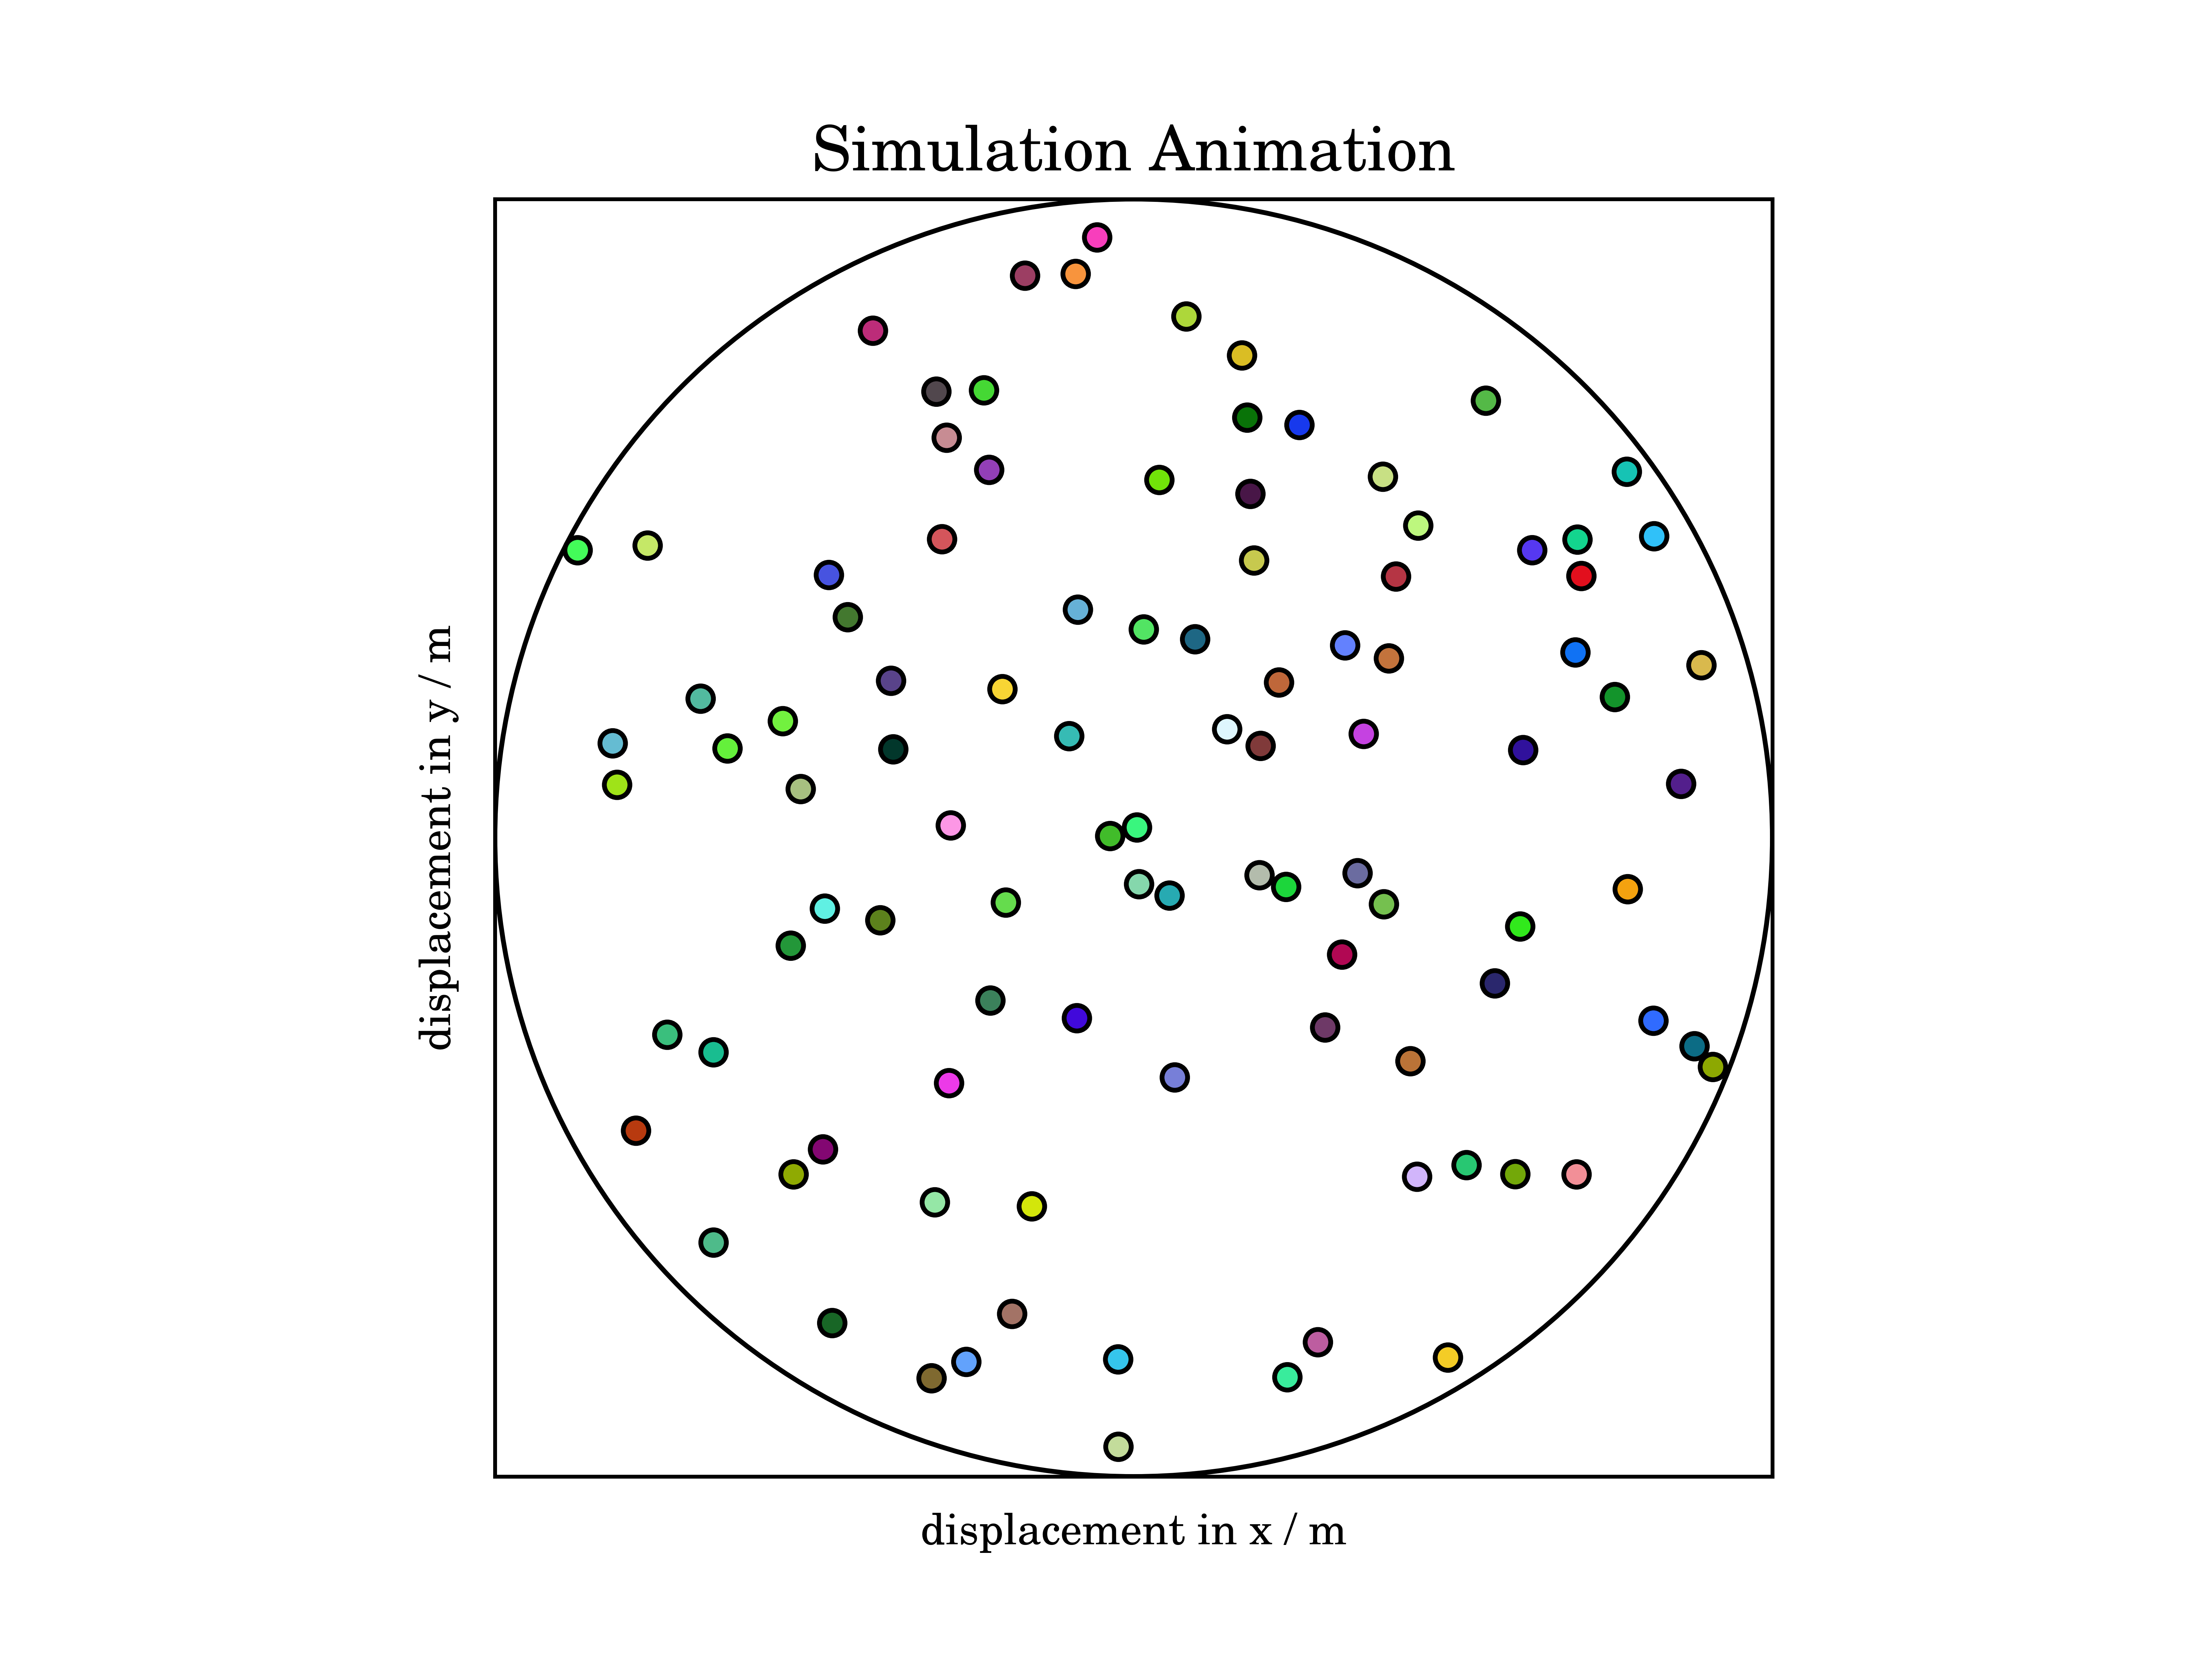 Simulation Animation
displacement in y / m
displacement in x / m